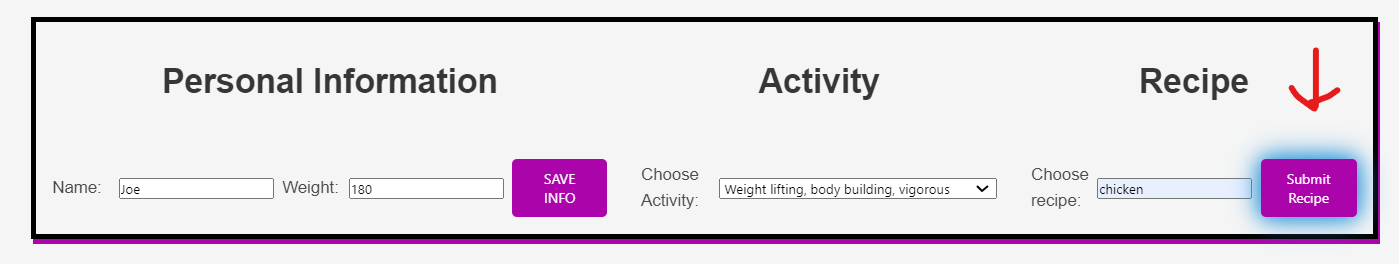 Personal Information
Name: Joe Weight: 180 SAVE
INFO
Activity
Choose
Activity: Weight lifting, body building, vigorous
Recipe
Choose
recipe: chicken Submit
Recipe